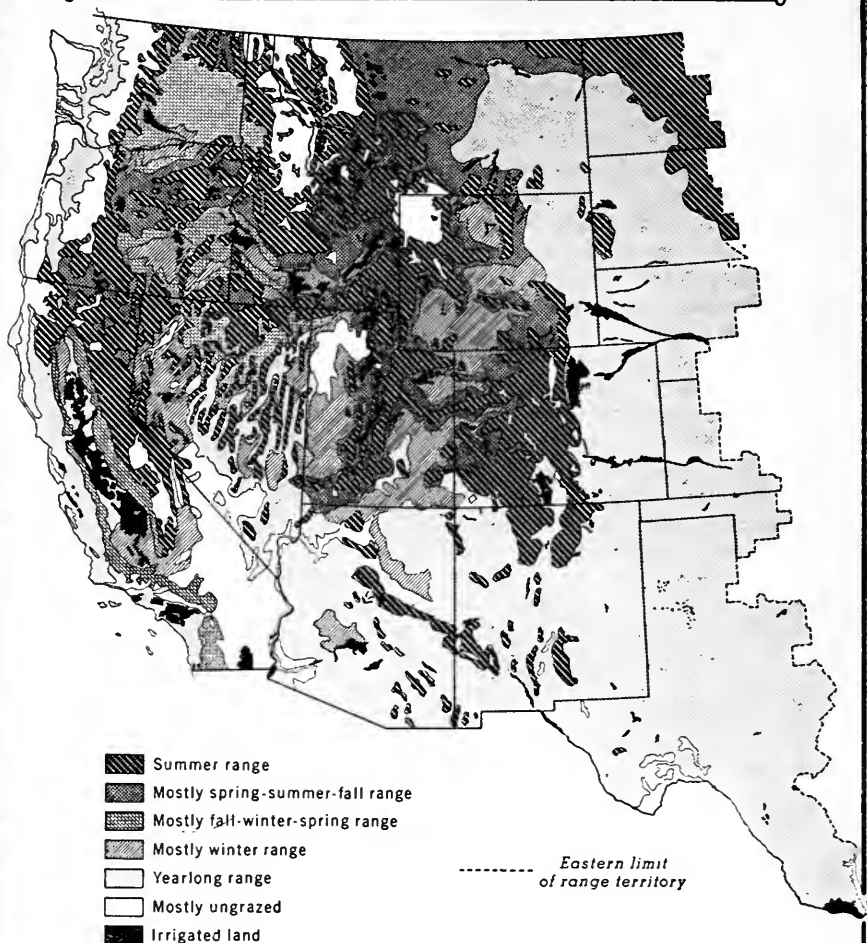 Summer range
Mostly spring-summer-fall range
Mostly fall-winter-spring range
Mostly winter range
Yearlong range
Mostly ungrazed
Irrigated land
Eastern limit
of range territory